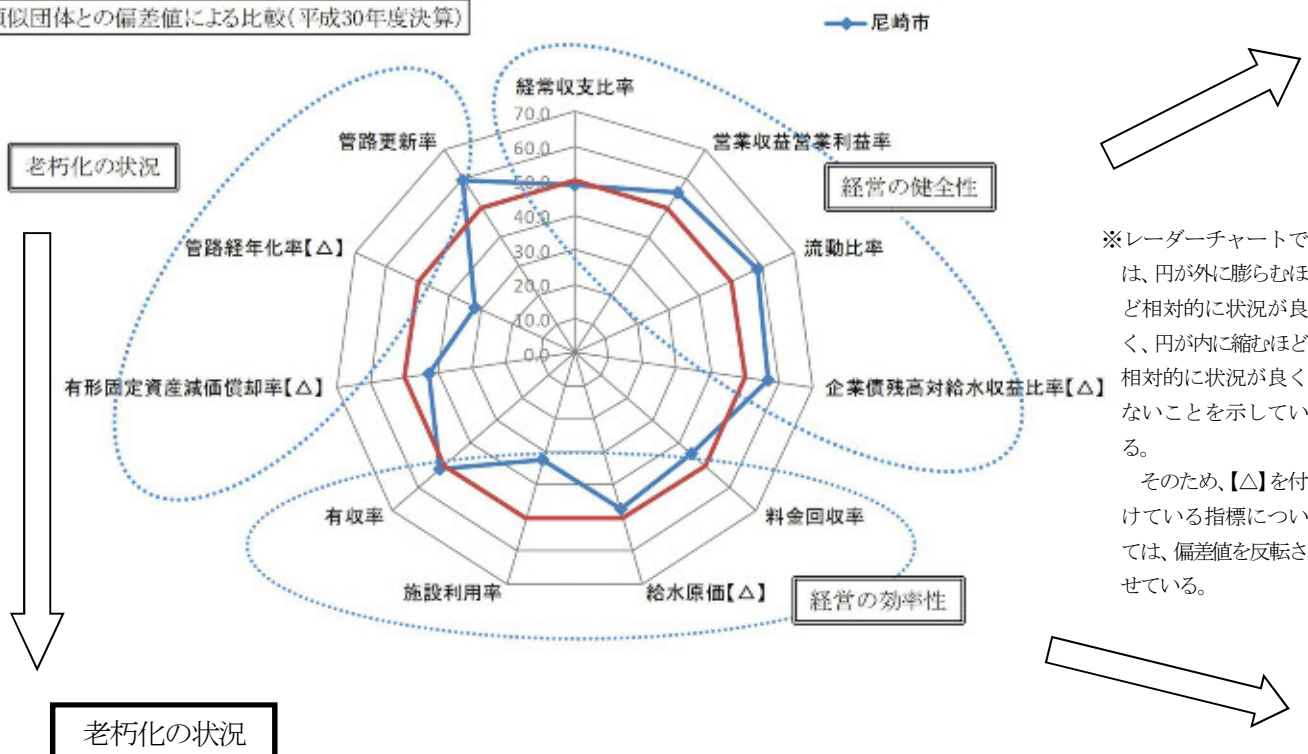 類似団体との偏差値による比較(平成30年度決算)
尼崎市
経常収支比率
70.0
60.0
50.0
40.0
30.0
20.0
10.0
0.0
管路更新率
営業収益営業利益率
老朽化の状況
経営の健全性
管路経年化率【△】
流動比率
有形固定資産減価償却率【△】
企業債残高対給水収益比率【△】
有収率
料金回収率
施設利用率
給水原価【△】
経営の効率性
※レーダーチャートで
は、円が外に膨らむほ
ど相対的に状況が良
く、円が内に縮むほど
相対的に状況が良く
ないことを示してい
る。
そのため、【△】を付
けている指標につい
ては、偏差値を反転さ
せている。
老朽化の状況